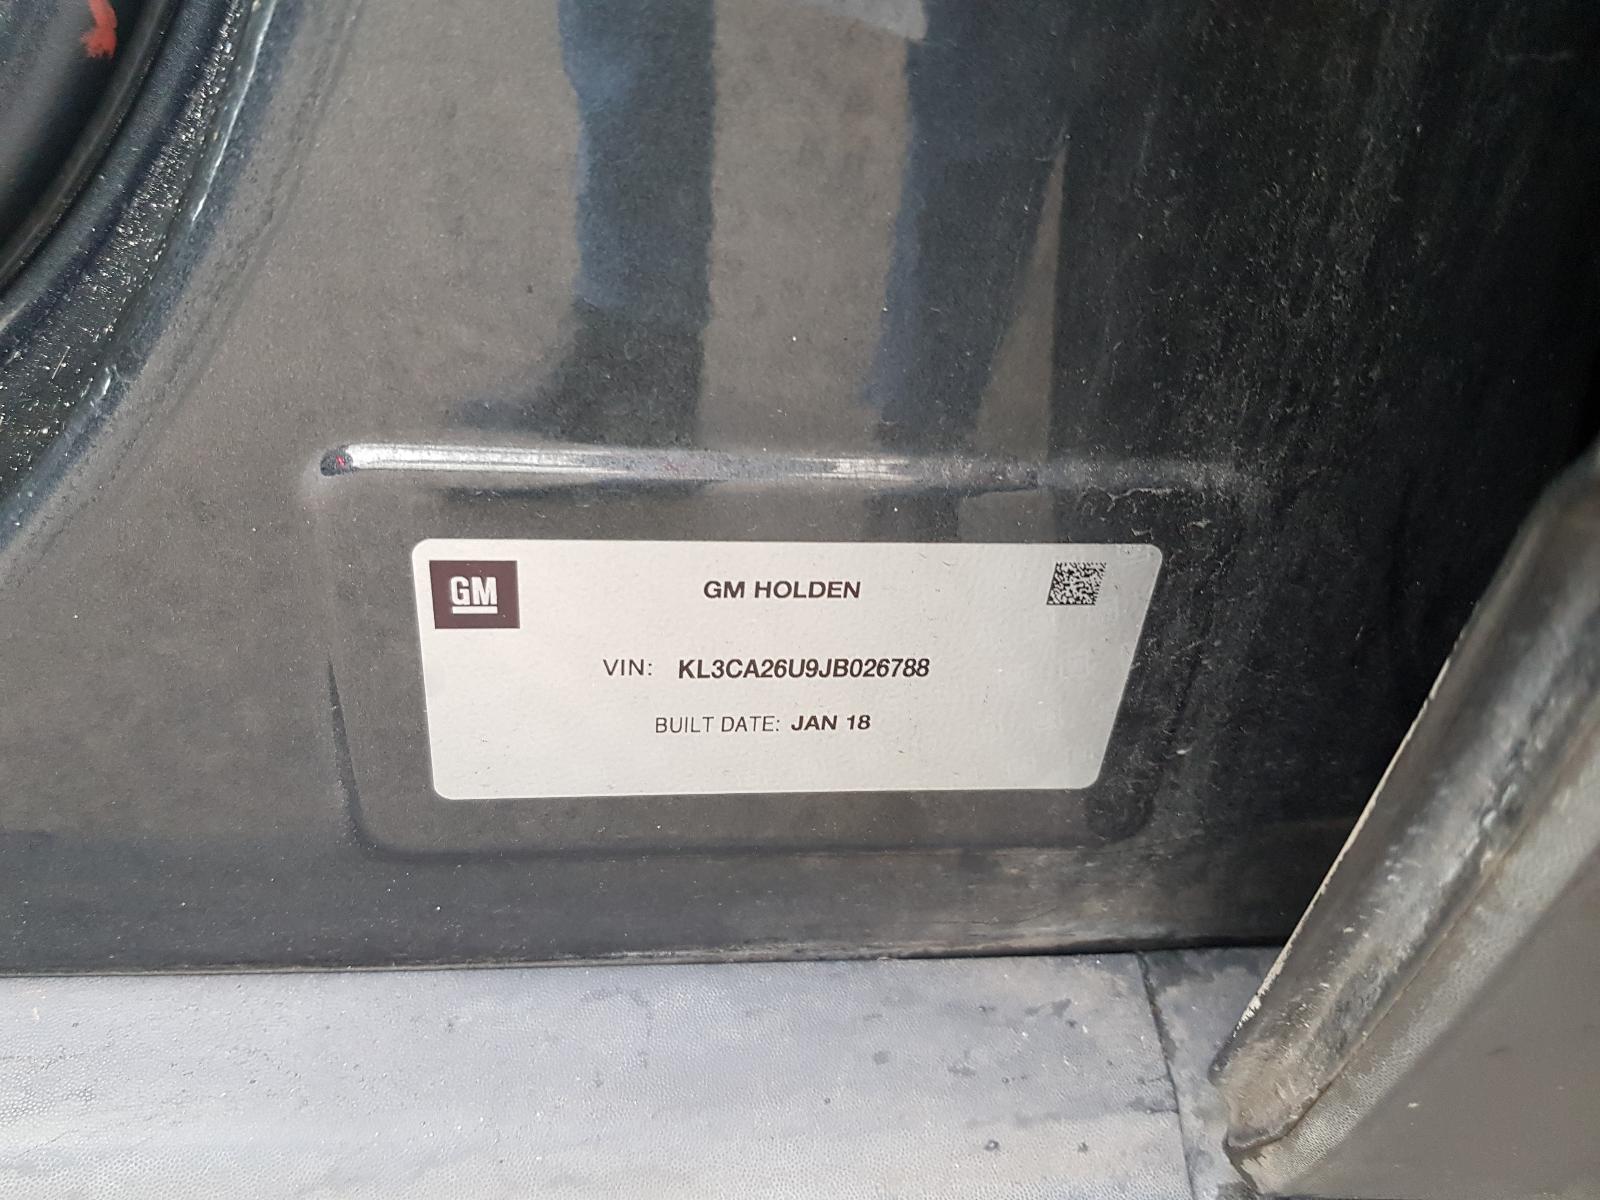 GM
GM HOLDEN
VIN: KL3CA26U9JB026788
BUILT DATE: JAN 18